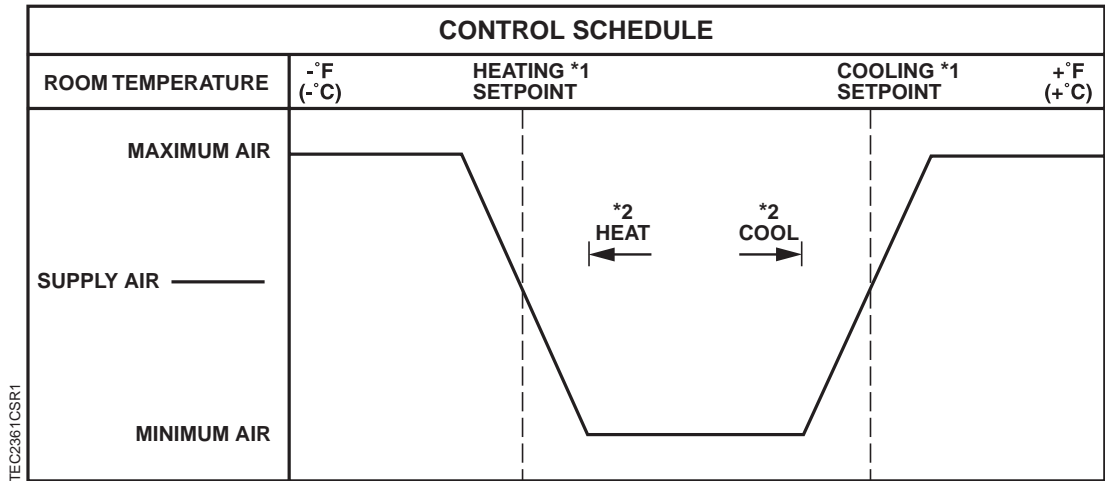 CONTROL SCHEDULE
ROOM TEMPERATURE
-˚F
(-˚C)
HEATING *1
SETPOINT
COOLING *1
SETPOINT
+˚F
(+˚C)
MAXIMUM AIR
*2
HEAT
*2
COOL
SUPPLY AIR
MINIMUM AIR
TEC2361CSR1